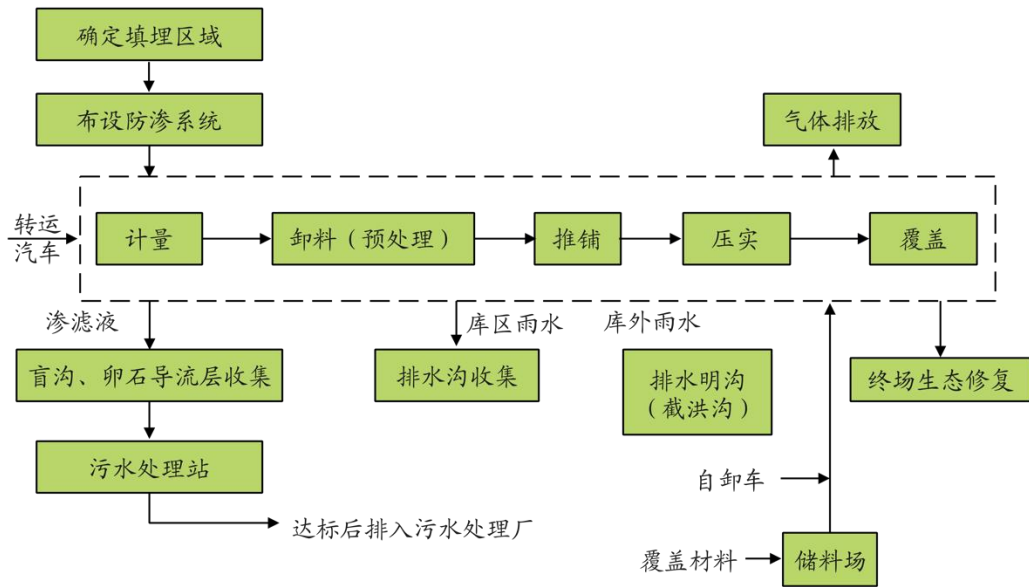 确定填埋区域
布设防渗系统
气体排放
转运
汽车
计量
卸料（预处理）
推铺
压实
覆盖
渗滤液
库区雨水
库外雨水
盲沟、卵石导流层收集
排水沟收集
排水明沟
（截洪沟）
终场生态修复
污水处理站
自卸车
达标后排入污水处理厂
覆盖材料
储料场